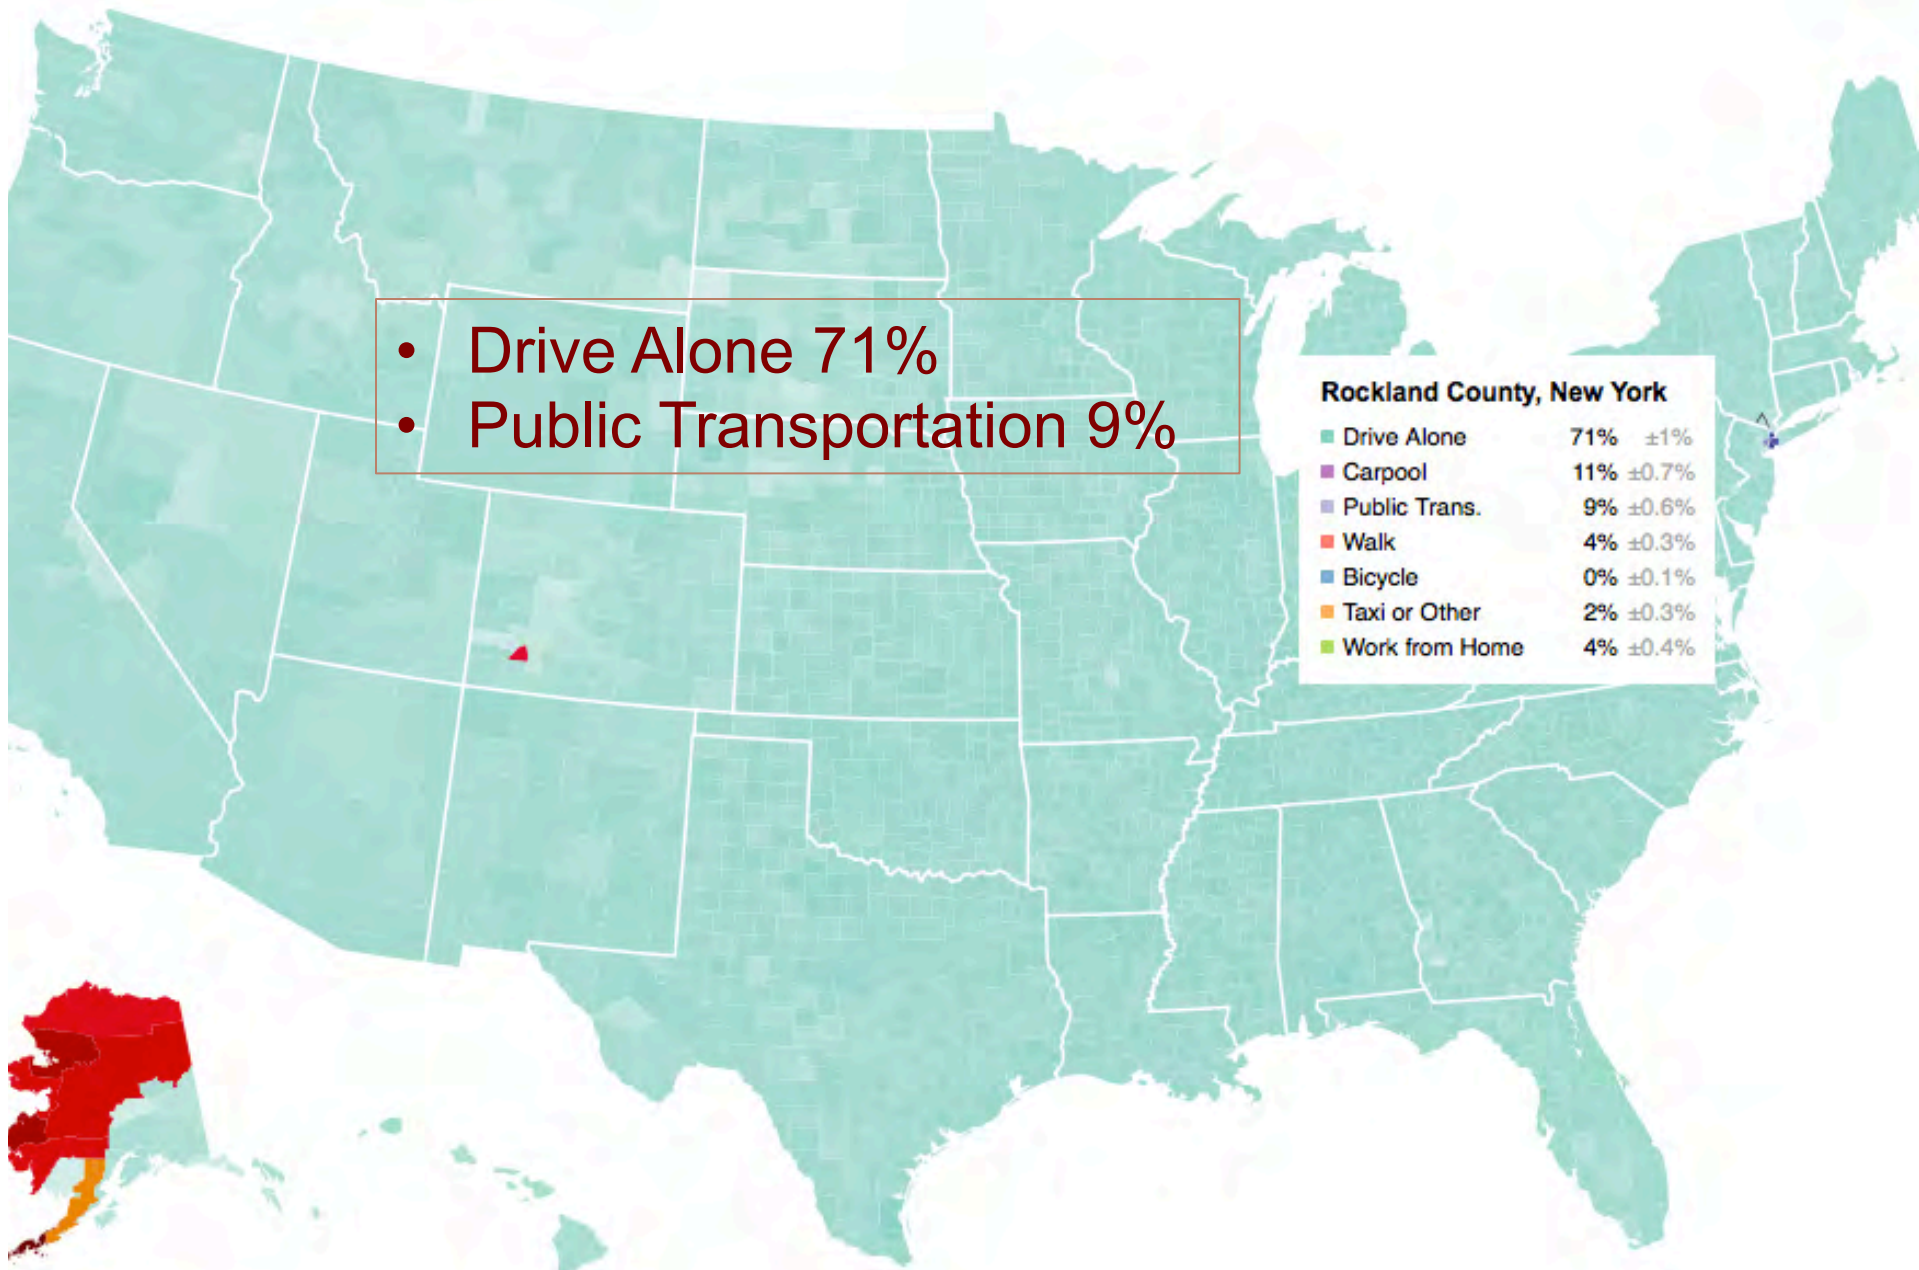 • Drive Alone 71%
• Public Transportation 9%
Rockland County, New York
Drive Alone 71% ±1%
Carpool 11% ±0.7%
Public Trans. 9% ±0.6%
Walk 4% ±0.3%
Bicycle 0% ±0.1%
Taxi or Other 2% ±0.3%
Work from Home 4% ±0.4%